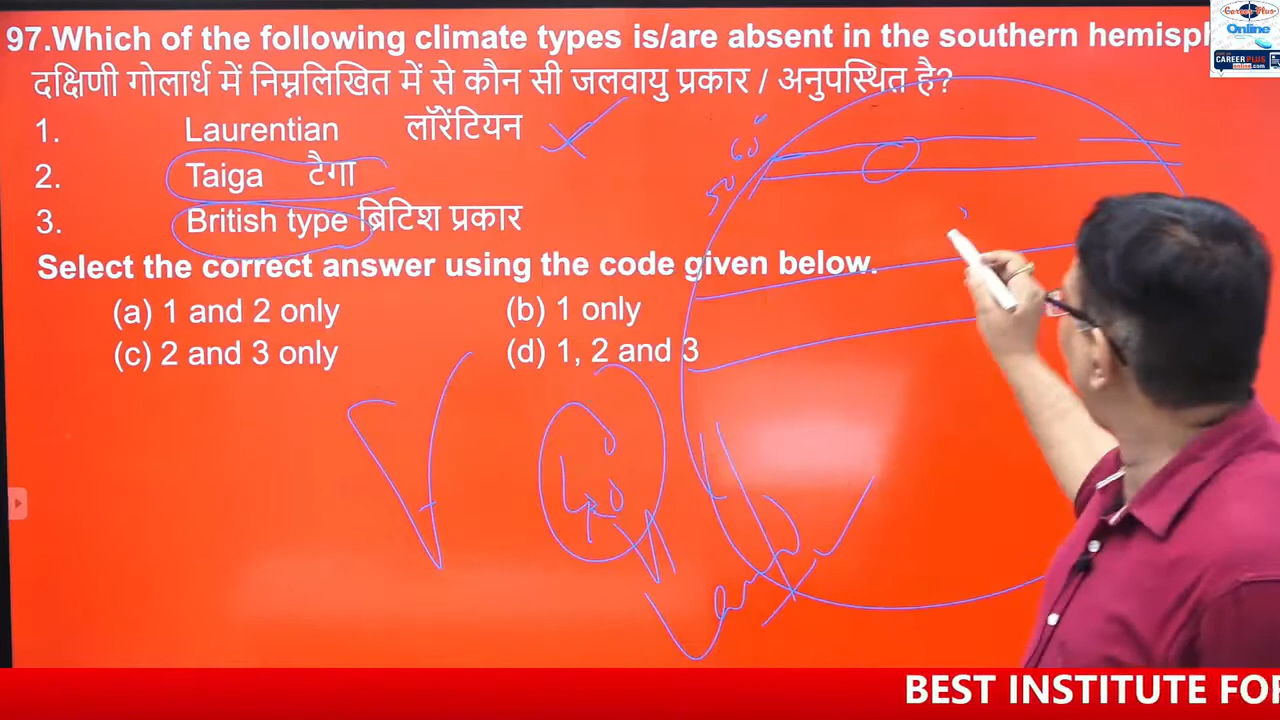 97.Which of the following climate types is/are absent in the southern hemisph
दक्षिणी गोलार्ध में निम्नलिखित में से कौन सी जलवायु प्रकार / अनुपस्थित है?
1. Laurentian लॉरेंटियन
2. Taiga टैगा
3. British type ब्रिटिश प्रकार
Select the correct answer using the code given below.
(a) 1 and 2 only (b) 1 only
(c) 2 and 3 only (d) 1, 2 and 3
60°
50
Career Plus
Online
CAREER PLUS
BEST INSTITUTE FOR